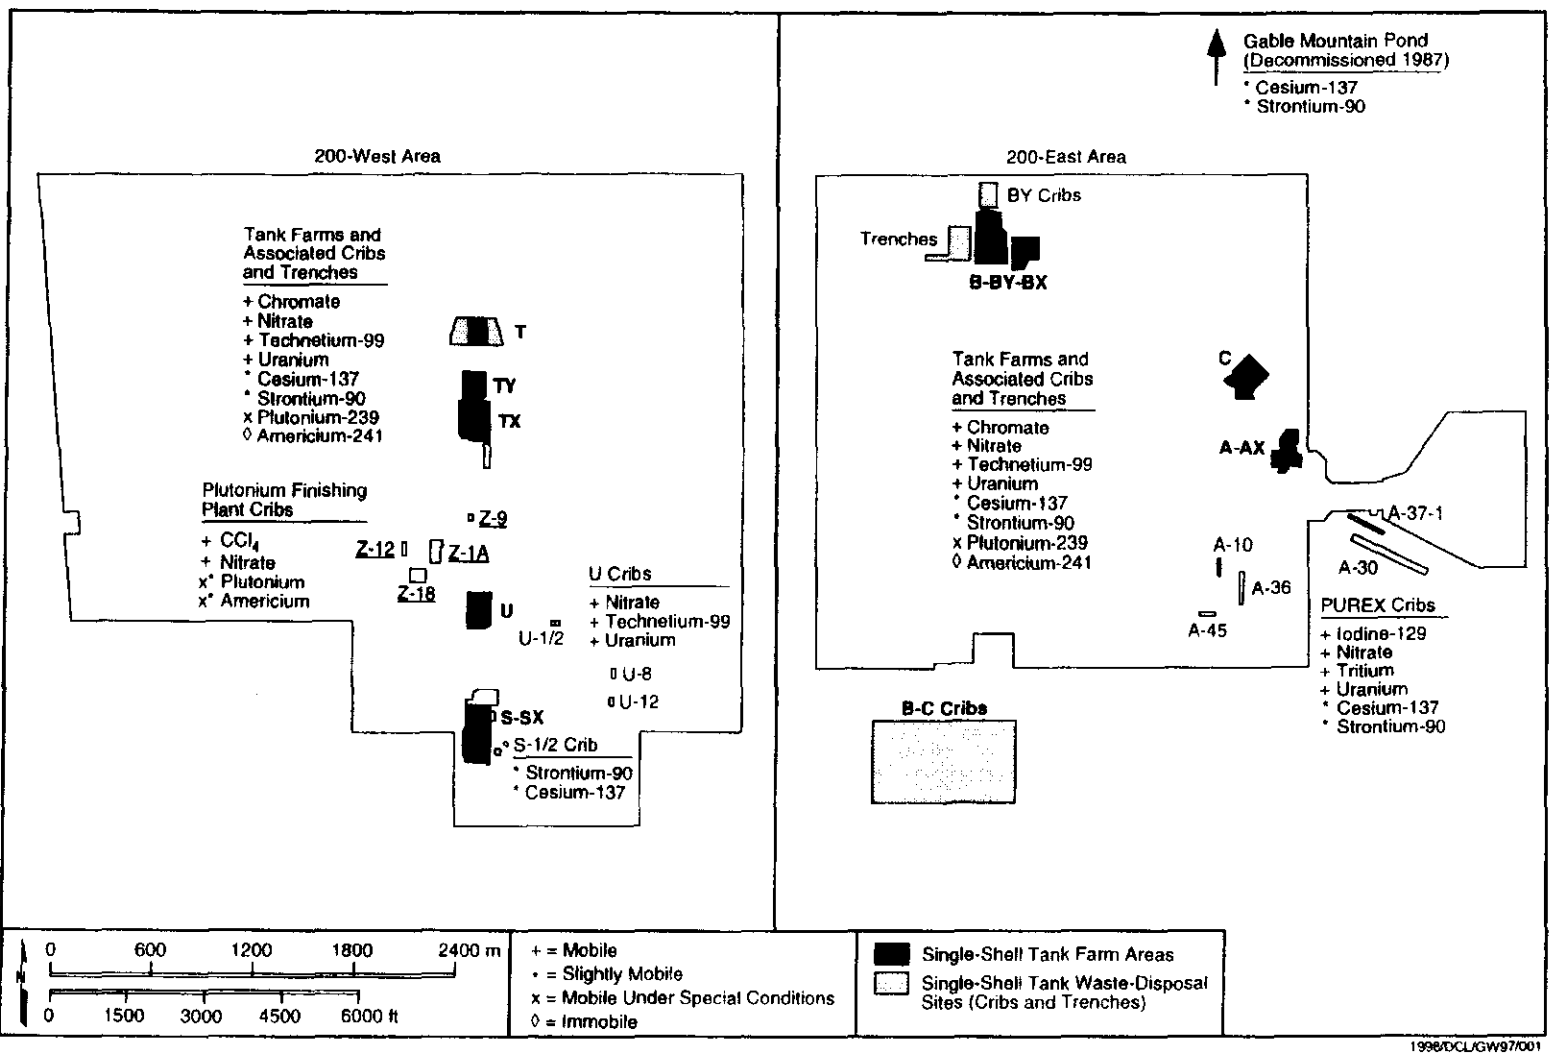 Gable Mountain Pond
(Decommissioned 1987)
* Cesium-137
* Strontium-90
200-West Area
Tank Farms and
Associated Cribs
and Trenches
+ Chromate
+ Nitrate
+ Technetium-99
+ Uranium
* Cesium-137
* Strontium-90
x Plutonium-239
◊ Americium-241
T
TY
TX
Plutonium Finishing
Plant Cribs
+ CCl4
+ Nitrate
x* Plutonium
x* Americium
Z-9
Z-12
Z-1A
Z-18
U
U Cribs
+ Nitrate
+ Technetium-99
+ Uranium
U-1/2
U-8
U-12
S-SX
S-1/2 Crib
* Strontium-90
* Cesium-137
200-East Area
BY Cribs
Trenches
B-BY-BX
Tank Farms and
Associated Cribs
and Trenches
+ Chromate
+ Nitrate
+ Technetium-99
+ Uranium
* Cesium-137
* Strontium-90
x Plutonium-239
◊ Americium-241
C
A-AX
A-37-1
A-10
A-30
A-36
A-45
PUREX Cribs
+ Iodine-129
+ Nitrate
+ Tritium
+ Uranium
* Cesium-137
* Strontium-90
B-C Cribs
N
0 600 1200 1800 2400 m
0 1500 3000 4500 6000 ft
+ = Mobile
* = Slightly Mobile
x = Mobile Under Special Conditions
◊ = Immobile
Single-Shell Tank Farm Areas
Single-Shell Tank Waste-Disposal
Sites (Cribs and Trenches)
1998/DCL/GW97/001